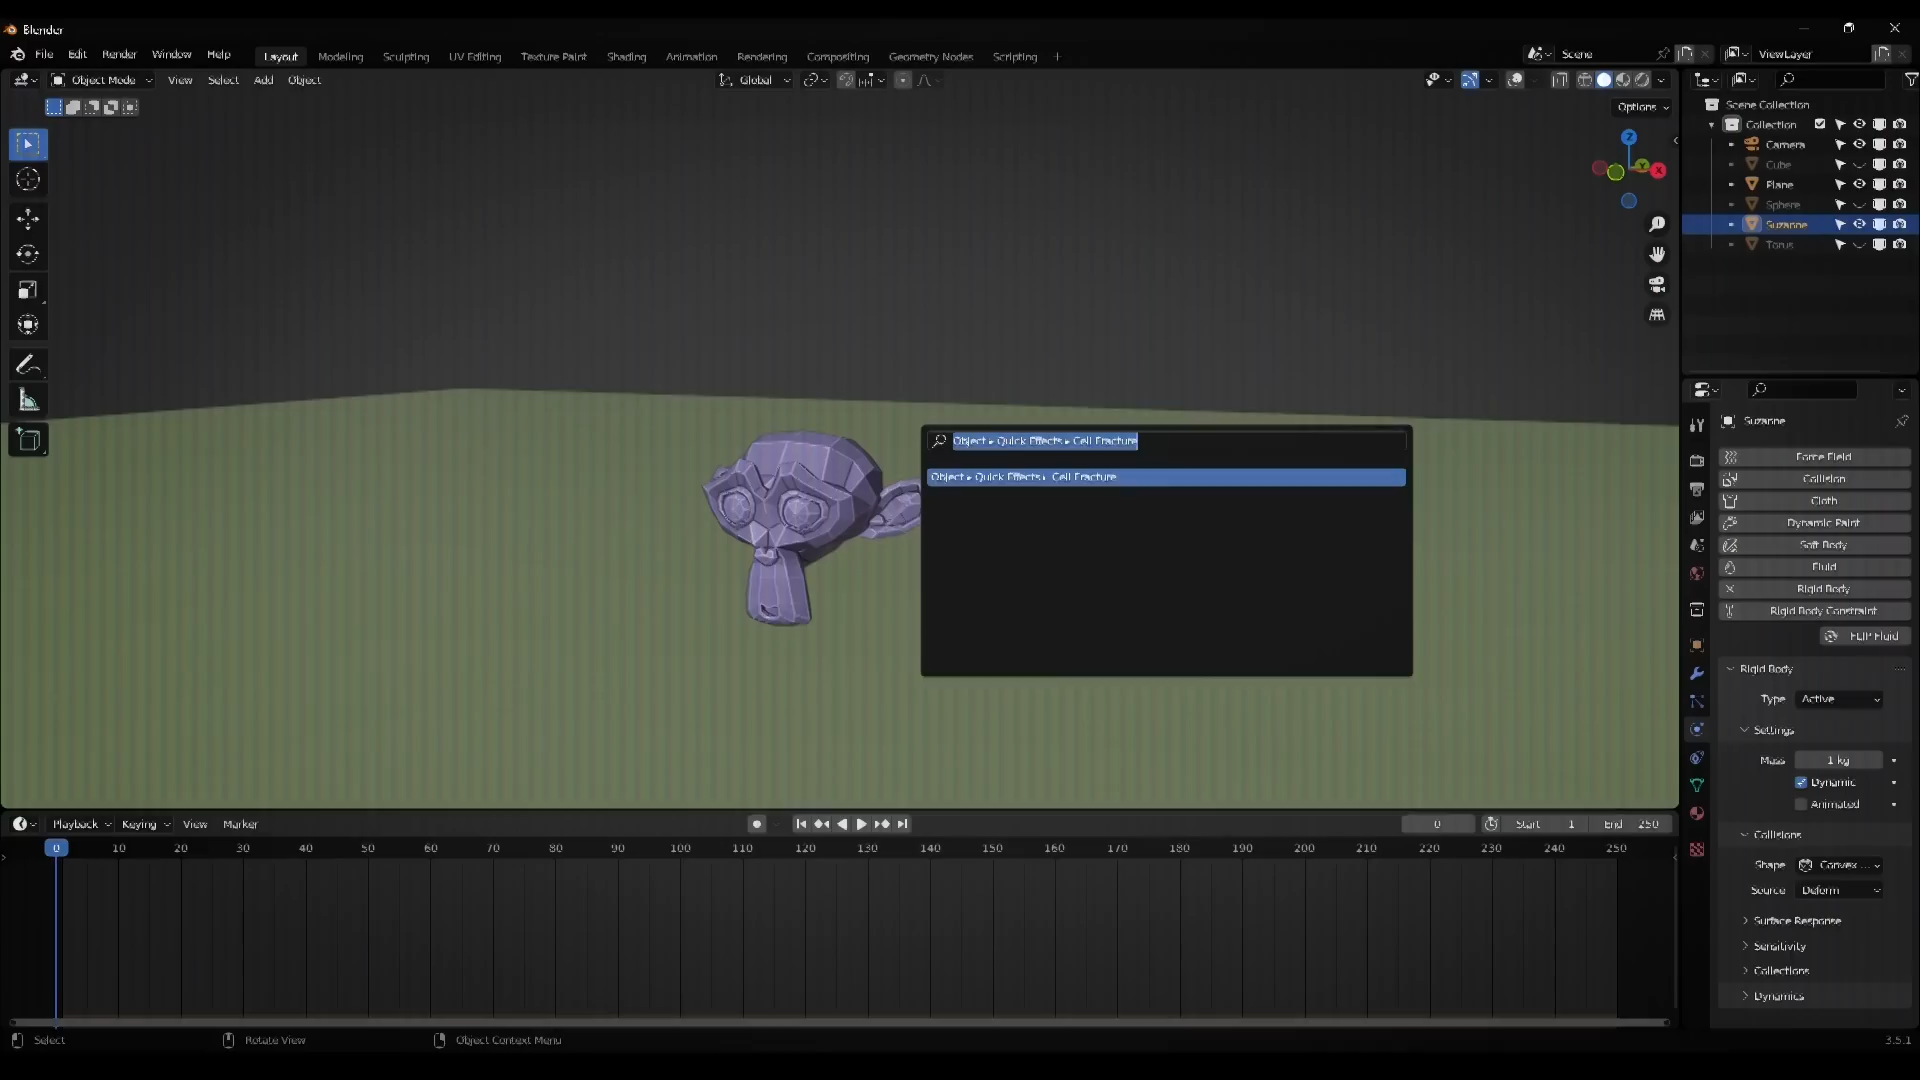 Blender
File Edit Render Window Help Layout Modeling Sculpting UV Editing Texture Paint Shading Animation Rendering Compositing Geometry Nodes Scripting + Scene ViewLayer
Object Mode View Select Add Object Global
Options
Z
Y
X
Scene Collection
Collection
Camera
Cube
Plane
Sphere
Suzanne
Torus
Object ▸ Quick Effects ▸ Cell Fracture
Object ▸ Quick Effects ▸ Cell Fracture
Suzanne
Force Field
Collision
Cloth
Dynamic Paint
Soft Body
Fluid
Rigid Body
Rigid Body Constraint
FLIP Fluid
Rigid Body
Type Active
Settings
Mass 1 kg
Dynamic
Animated
Collisions
Shape Convex ...
Source Deform
Surface Response
Sensitivity
Collections
Dynamics
Playback Keying View Marker 0 Start 1 End 250
0 10 20 30 40 50 60 70 80 90 100 110 120 130 140 150 160 170 180 190 200 210 220 230 240 250
Select Rotate View Object Context Menu 3.5.1